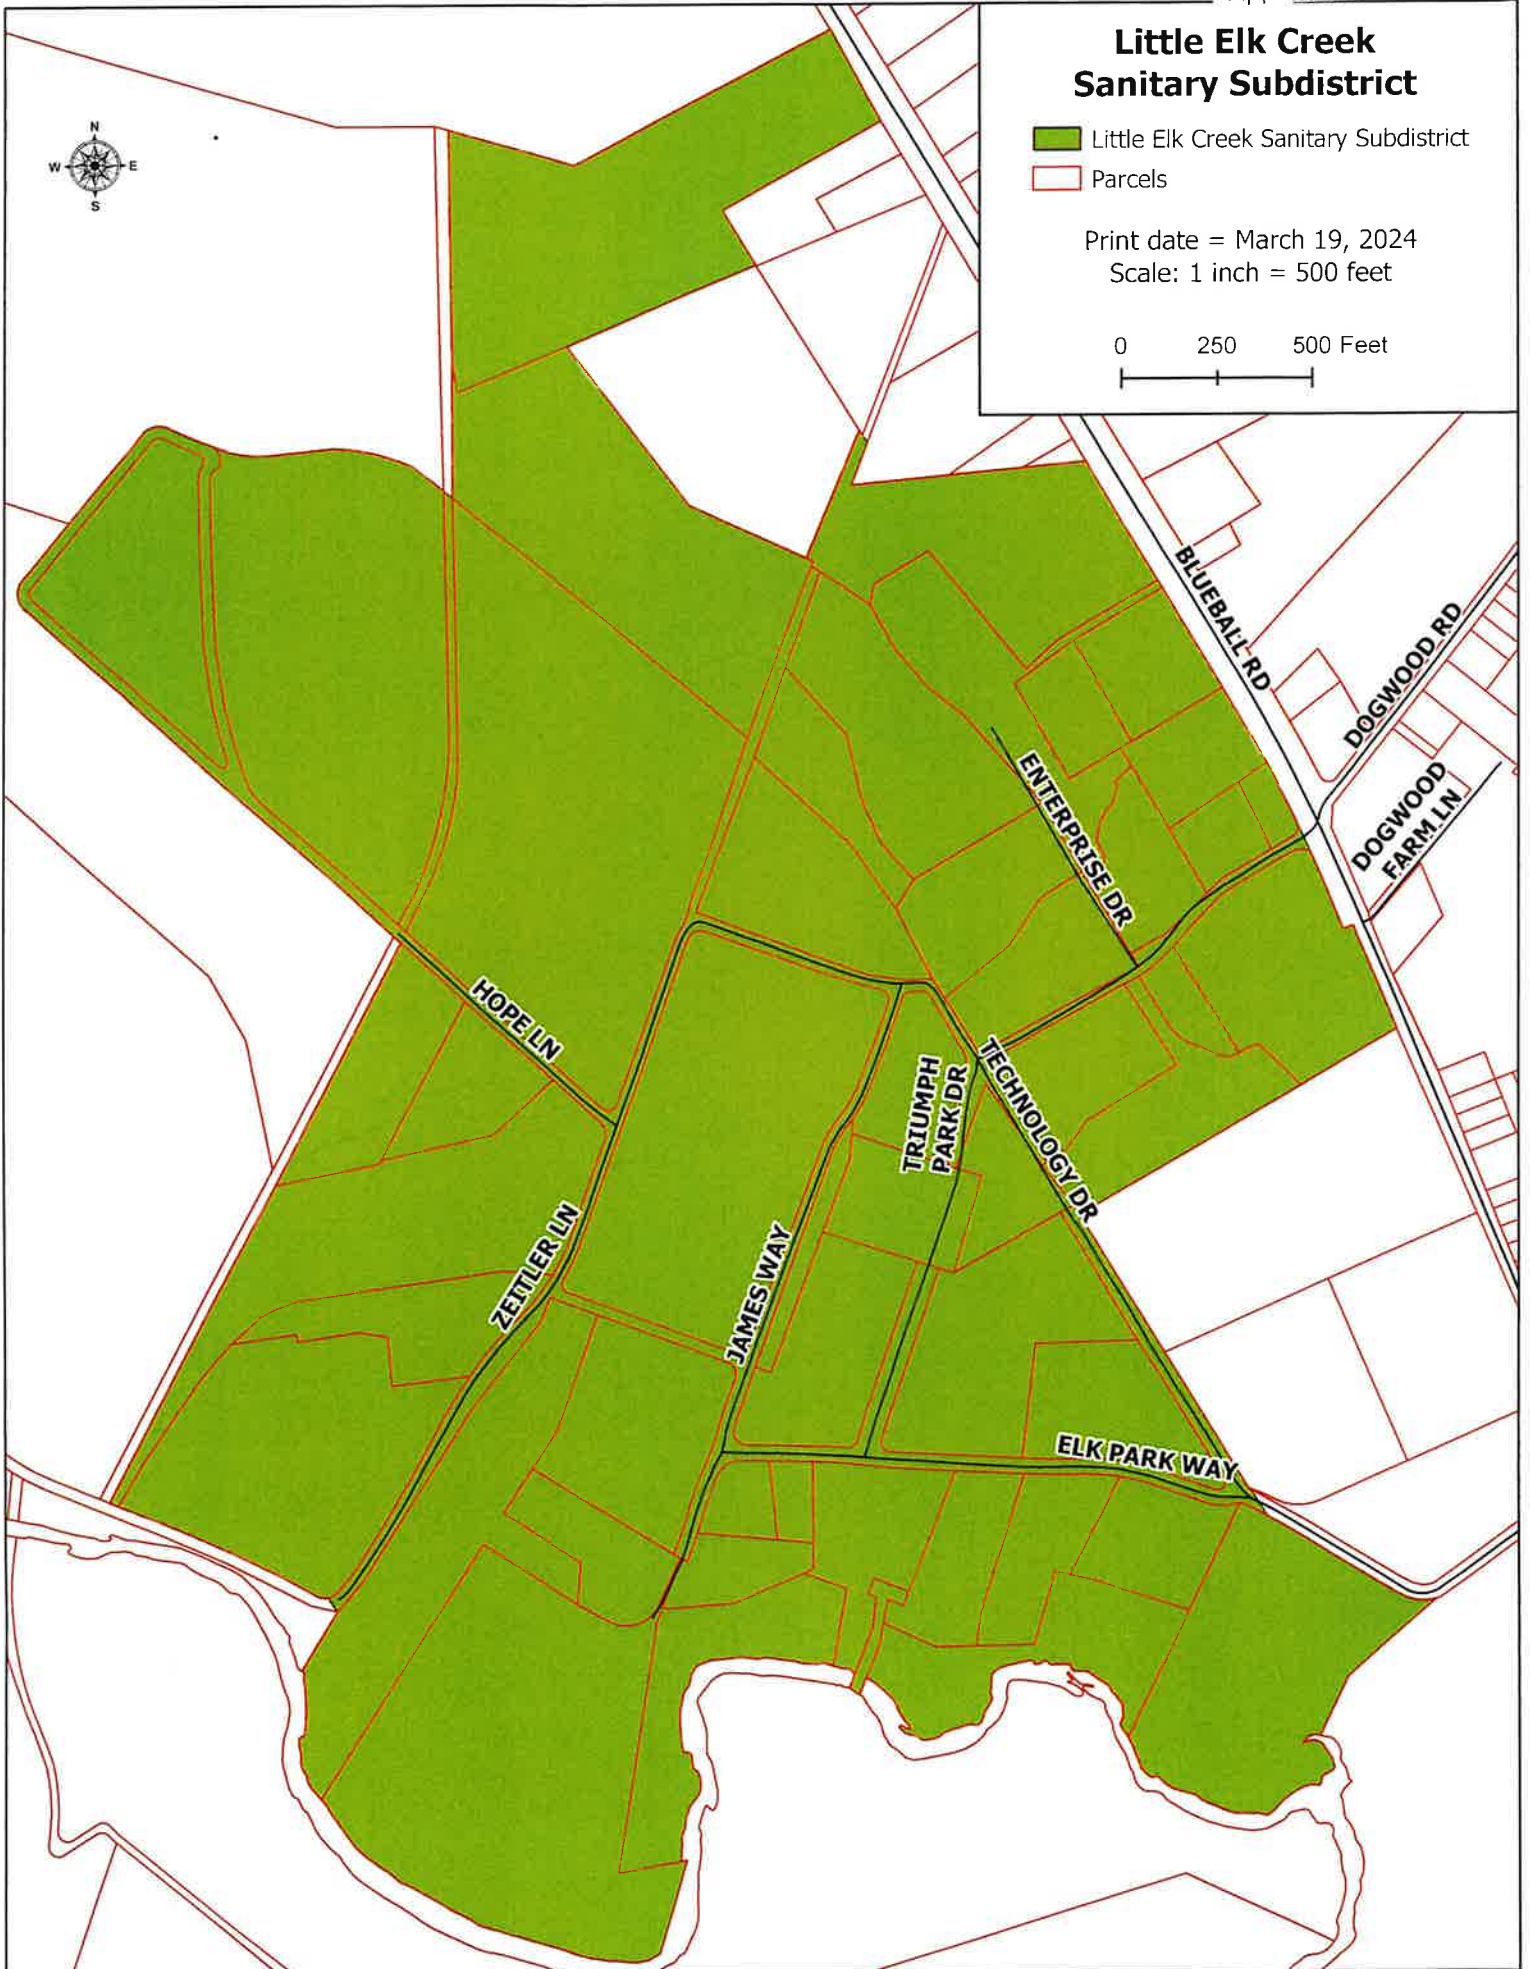 Little Elk Creek
Sanitary Subdistrict
Little Elk Creek Sanitary Subdistrict
Parcels
Print date = March 19, 2024
Scale: 1 inch = 500 feet
0 250 500 Feet
N
W E
S
BLUEBALL RD
DOGWOOD RD
DOGWOOD
FARM LN
ENTERPRISE DR
HOPE LN
TECHNOLOGY DR
TRIUMPH
PARK DR
ZEITLER LN
JAMES WAY
ELK PARK WAY